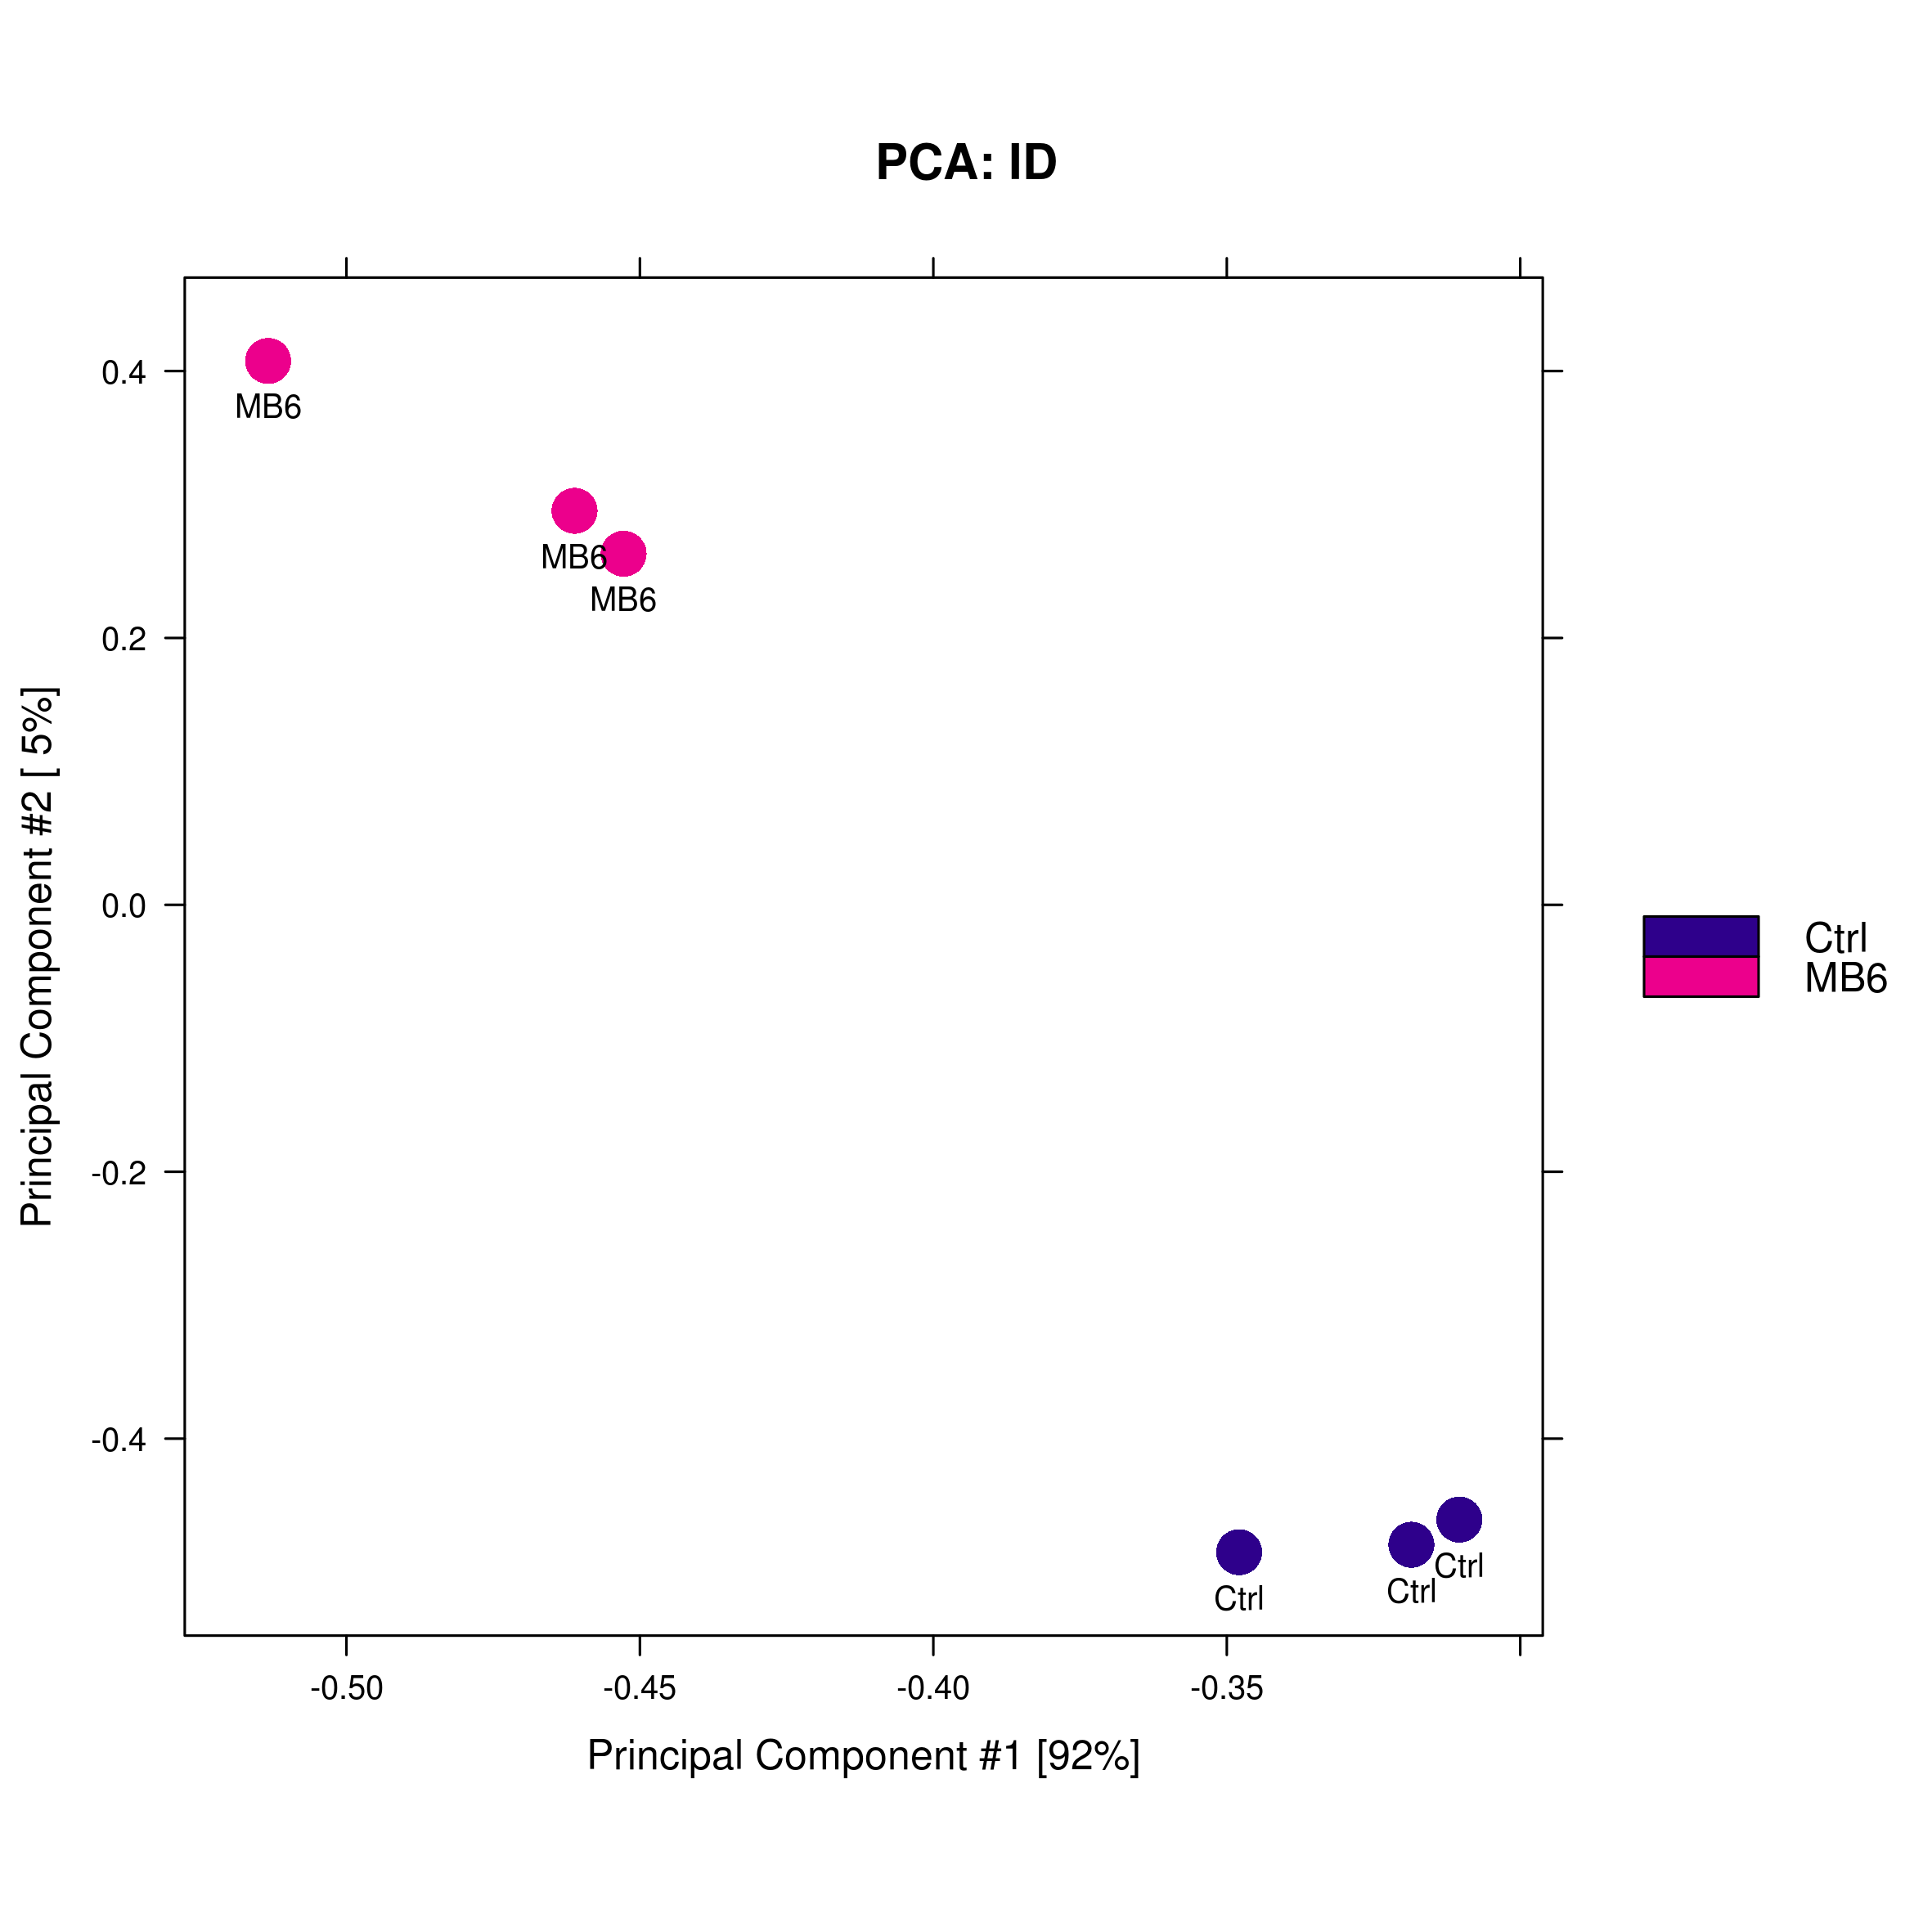 PCA: ID
0.4
0.2
0.0
-0.2
-0.4
Principal Component #2 [ 5%]
MB6
MB6
MB6
Ctrl
Ctrl
Ctrl
-0.50
-0.45
-0.40
-0.35
Principal Component #1 [92%]
Ctrl
MB6